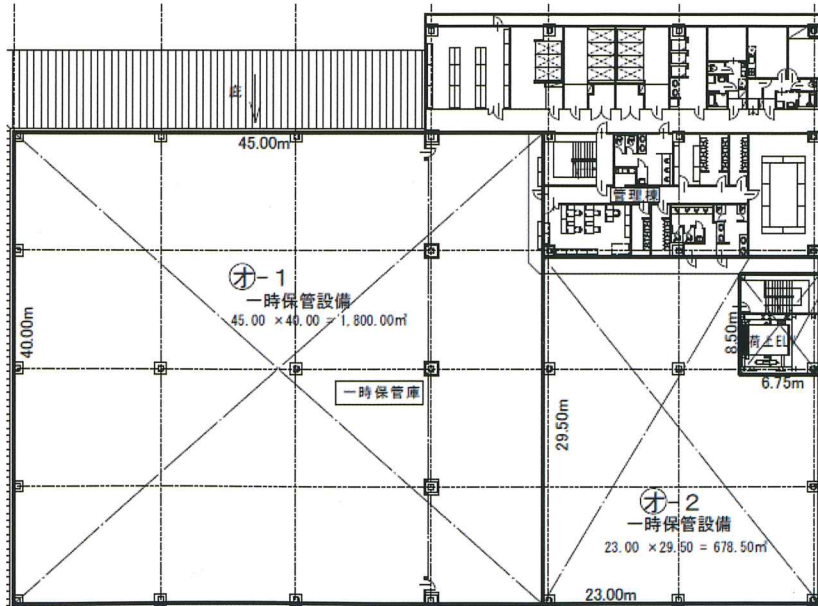 庇
45.00m
管理棟
㋔-1
一時保管設備
45.00 ×40.00 = 1,800.00㎡
40.00m
8.50m
荷上EL
6.75m
一時保管庫
29.50m
㋔-2
一時保管設備
23.00 ×29.50 = 678.50㎡
23.00m